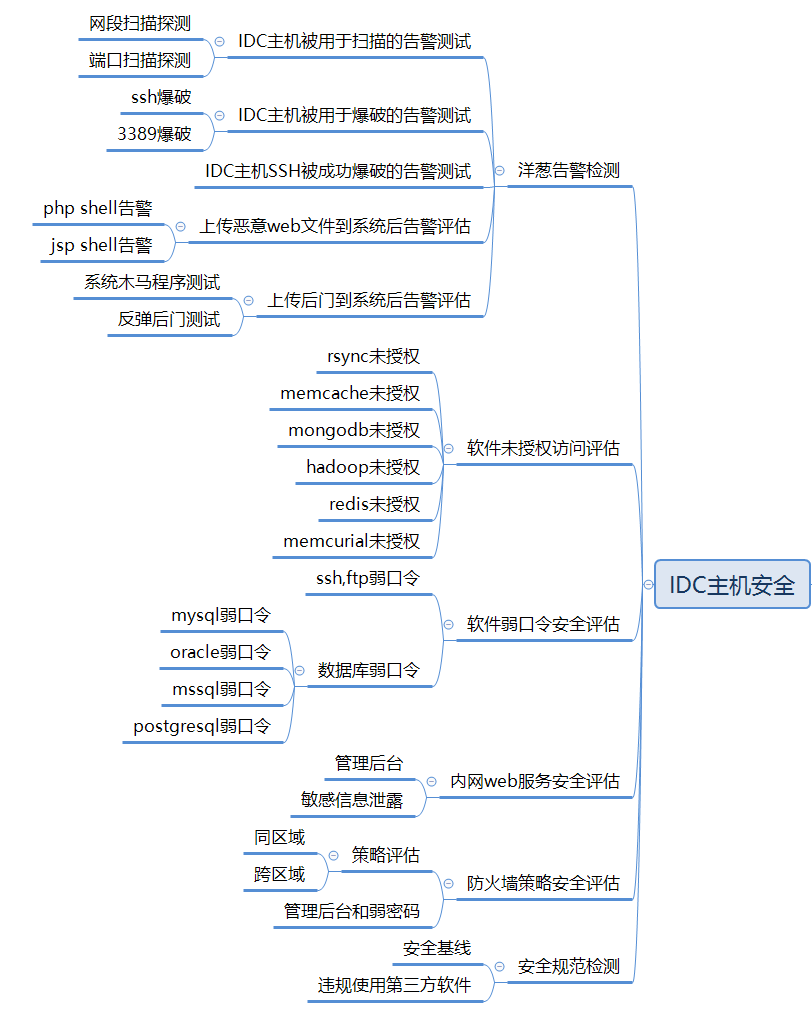 网段扫描探测
端口扫描探测
IDC主机被用于扫描的告警测试
ssh爆破
3389爆破
IDC主机被用于爆破的告警测试
IDC主机SSH被成功爆破的告警测试
洋葱告警检测
php shell告警
jsp shell告警
上传恶意web文件到系统后告警评估
系统木马程序测试
反弹后门测试
上传后门到系统后告警评估
rsync未授权
memcache未授权
mongodb未授权
hadoop未授权
redis未授权
memcurial未授权
软件未授权访问评估
IDC主机安全
ssh,ftp弱口令
mysql弱口令
oracle弱口令
mssql弱口令
postgresql弱口令
数据库弱口令
软件弱口令安全评估
管理后台
敏感信息泄露
内网web服务安全评估
同区域
跨区域
策略评估
管理后台和弱密码
防火墙策略安全评估
安全基线
违规使用第三方软件
安全规范检测